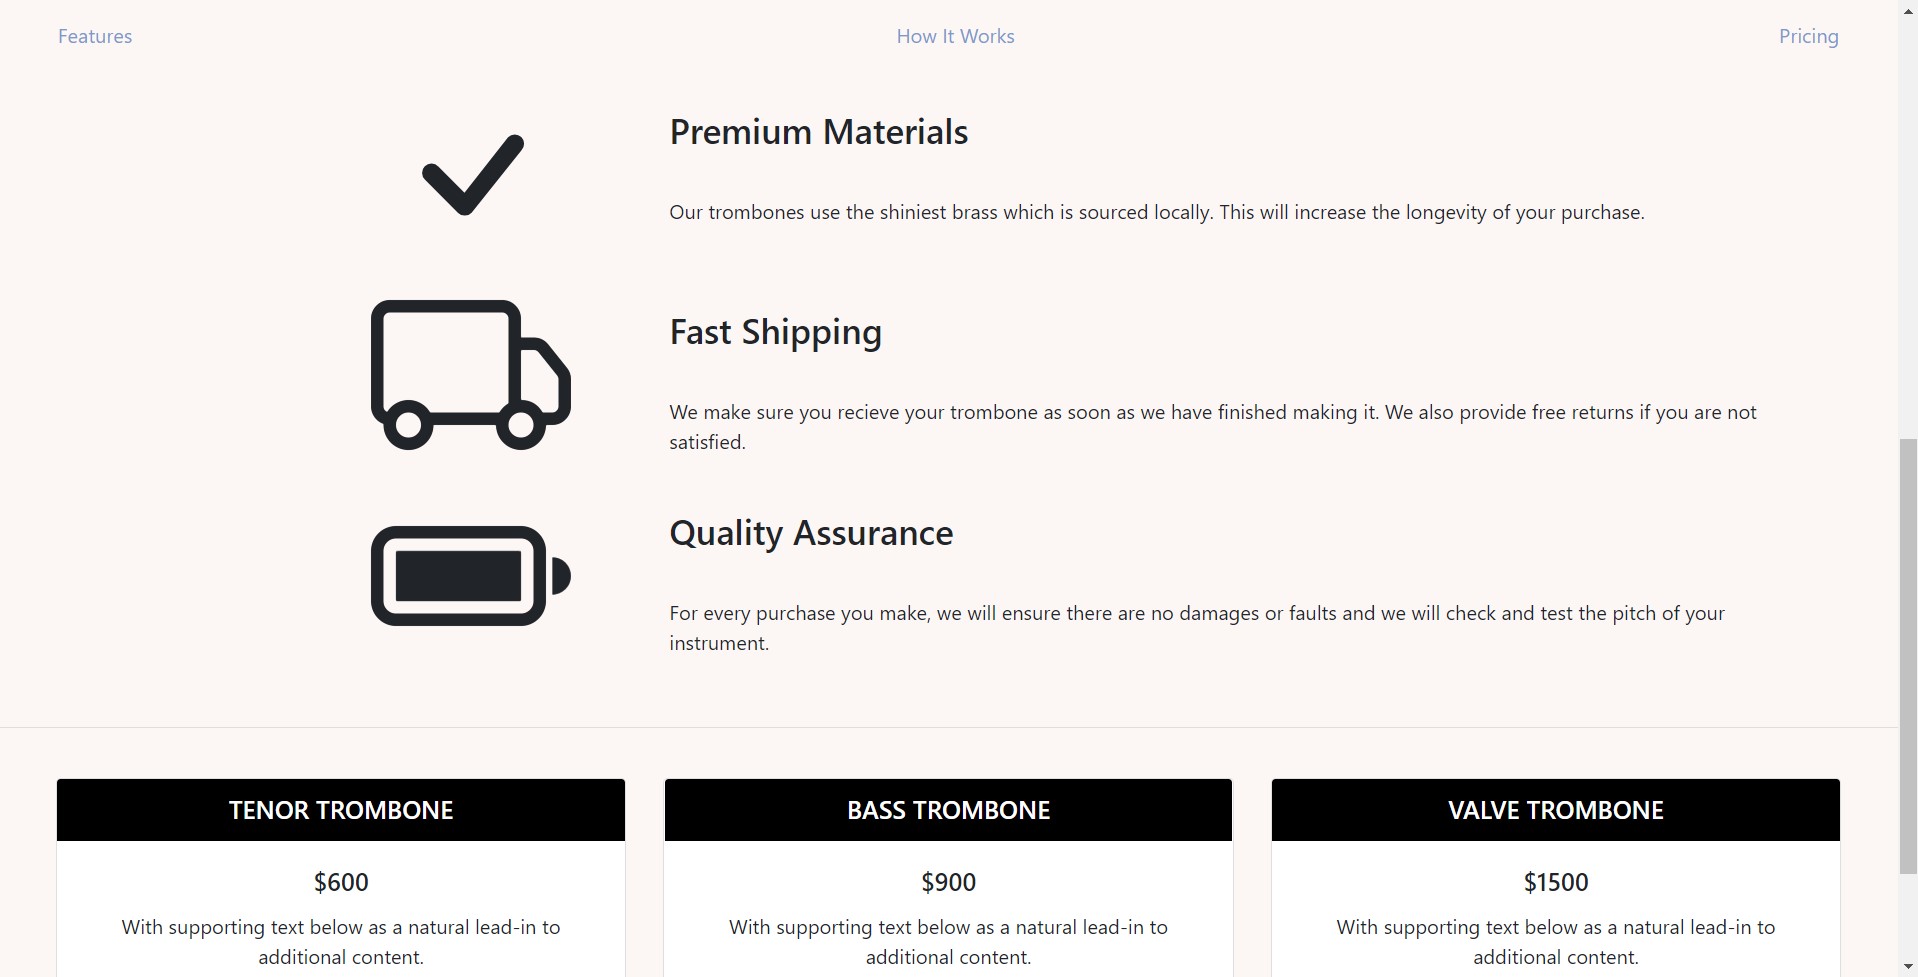 Features How It Works Pricing
Premium Materials
Our trombones use the shiniest brass which is sourced locally. This will increase the longevity of your purchase.
Fast Shipping
We make sure you recieve your trombone as soon as we have finished making it. We also provide free returns if you are not
satisfied.
Quality Assurance
For every purchase you make, we will ensure there are no damages or faults and we will check and test the pitch of your
instrument.
TENOR TROMBONE
$600
With supporting text below as a natural lead-in to
additional content.
BASS TROMBONE
$900
With supporting text below as a natural lead-in to
additional content.
VALVE TROMBONE
$1500
With supporting text below as a natural lead-in to
additional content.